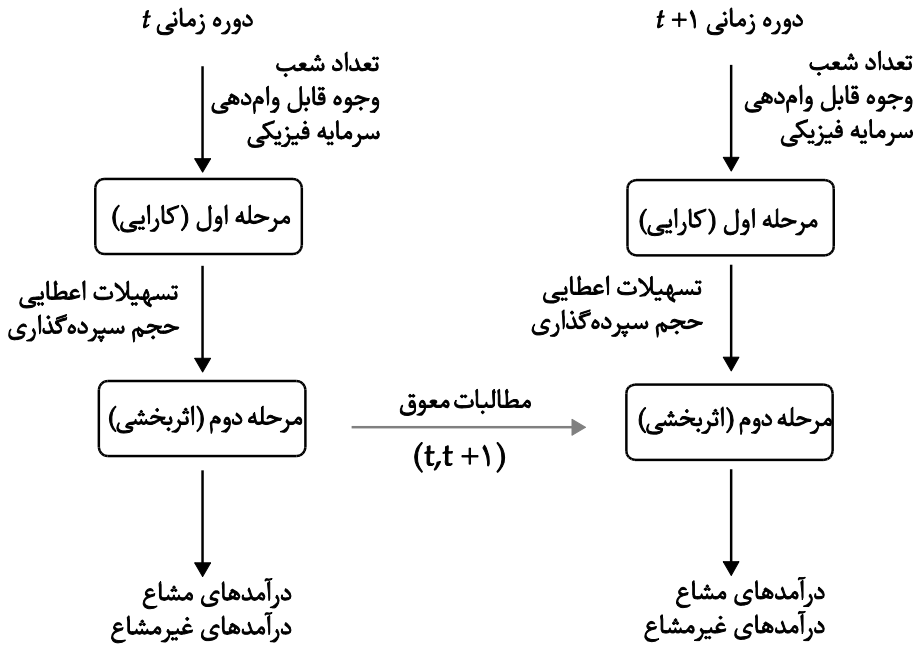 دوره زمانی t
تعداد شعب
وجوه قابل وام‌دهی
سرمایه فیزیکی
مرحله اول (کارایی)
تسهیلات اعطایی
حجم سپرده‌گذاری
مرحله دوم (اثربخشی)
درآمدهای مشاع
درآمدهای غیرمشاع
مطالبات معوق
(t,t +۱)
دوره زمانی t +۱
تعداد شعب
وجوه قابل وام‌دهی
سرمایه فیزیکی
مرحله اول (کارایی)
تسهیلات اعطایی
حجم سپرده‌گذاری
مرحله دوم (اثربخشی)
درآمدهای مشاع
درآمدهای غیرمشاع